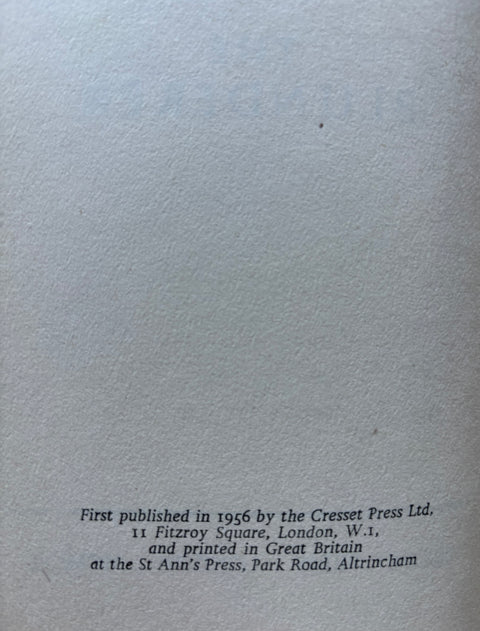 First published in 1956 by the Cresset Press Ltd,
11 Fitzroy Square, London, W.1,
and printed in Great Britain
at the St Ann's Press, Park Road, Altrincham